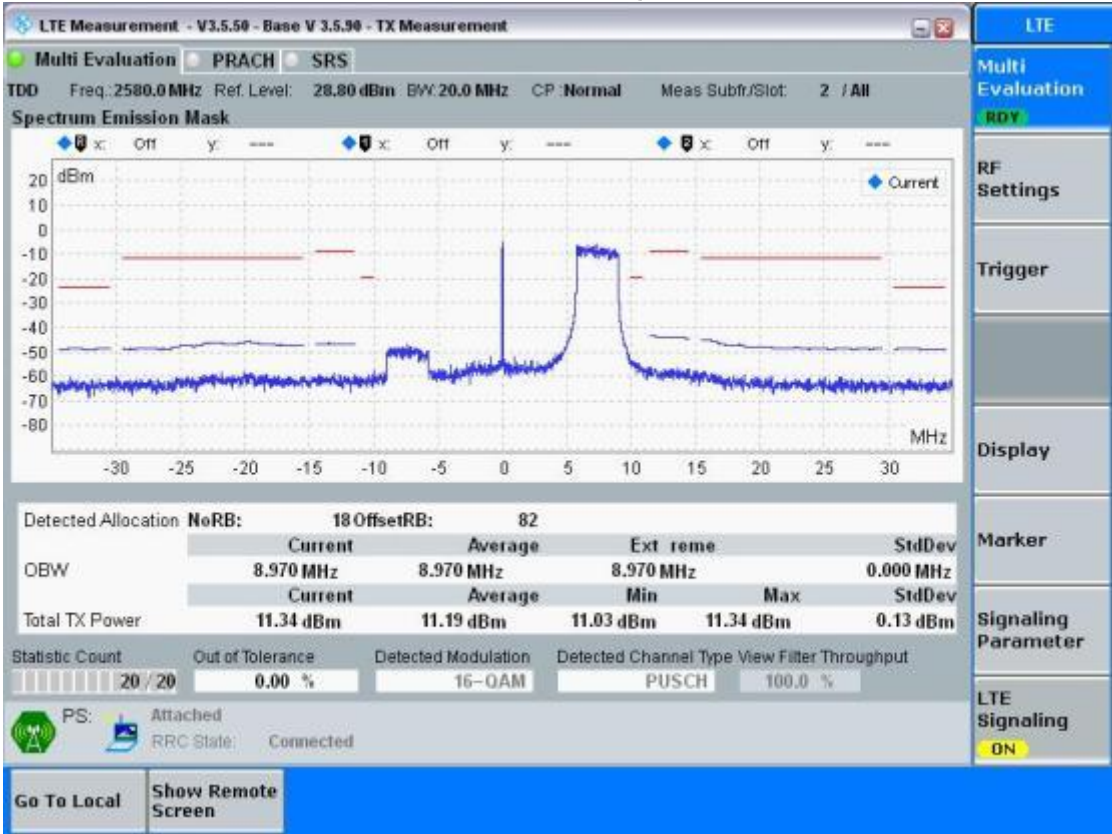 LTE Measurement - V3.5.50 - Base V 3.5.90 - TX Measurement
LTE
Multi Evaluation PRACH SRS
Multi
Evaluation
RDY
TDD Freq.:2580.0 MHz Ref. Level: 28.80 dBm BW:20.0 MHz CP :Normal Meas Subfr./Slot: 2 / All
Spectrum Emission Mask
x: Off y: --- x: Off y: --- x: Off y: ---
dBm
Current
20
10
0
-10
-20
-30
-40
-50
-60
-70
-80
MHz
-30 -25 -20 -15 -10 -5 0 5 10 15 20 25 30
RF
Settings
Trigger
Display
Marker
Signaling
Parameter
LTE
Signaling
ON
Detected Allocation NoRB: 18 OffsetRB: 82
Current Average Ext reme StdDev
OBW 8.970 MHz 8.970 MHz 8.970 MHz 0.000 MHz
Current Average Min Max StdDev
Total TX Power 11.34 dBm 11.19 dBm 11.03 dBm 11.34 dBm 0.13 dBm
Statistic Count Out of Tolerance Detected Modulation Detected Channel Type View Filter Throughput
20 / 20 0.00 % 16-QAM PUSCH 100.0 %
PS: Attached
RRC State: Connected
Go To Local
Show Remote
Screen